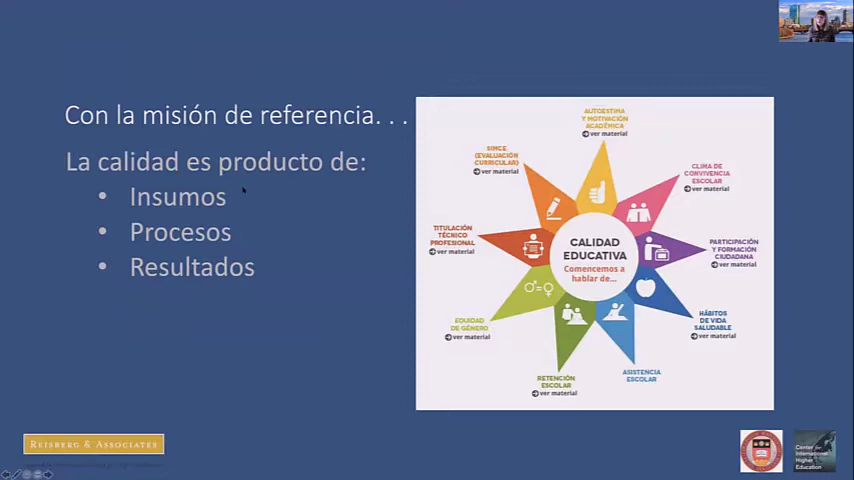 Con la misión de referencia. . .
La calidad es producto de:
• Insumos
• Procesos
• Resultados
AUTOESTIMA
Y MOTIVACIÓN
ACADÉMICA
ver material
SIMCE
(EVALUACIÓN
CURRICULAR)
ver material
CLIMA DE
CONVIVENCIA
ESCOLAR
ver material
TITULACIÓN
TÉCNICO
PROFESIONAL
ver material
CALIDAD
EDUCATIVA
Comencemos a
hablar de...
PARTICIPACIÓN
Y FORMACIÓN
CIUDADANA
ver material
EQUIDAD
DE GÉNERO
ver material
HÁBITOS
DE VIDA
SALUDABLE
ver material
RETENCIÓN
ESCOLAR
ver material
ASISTENCIA
ESCOLAR
REISBERG & ASSOCIATES
Center for
International
Higher
Education